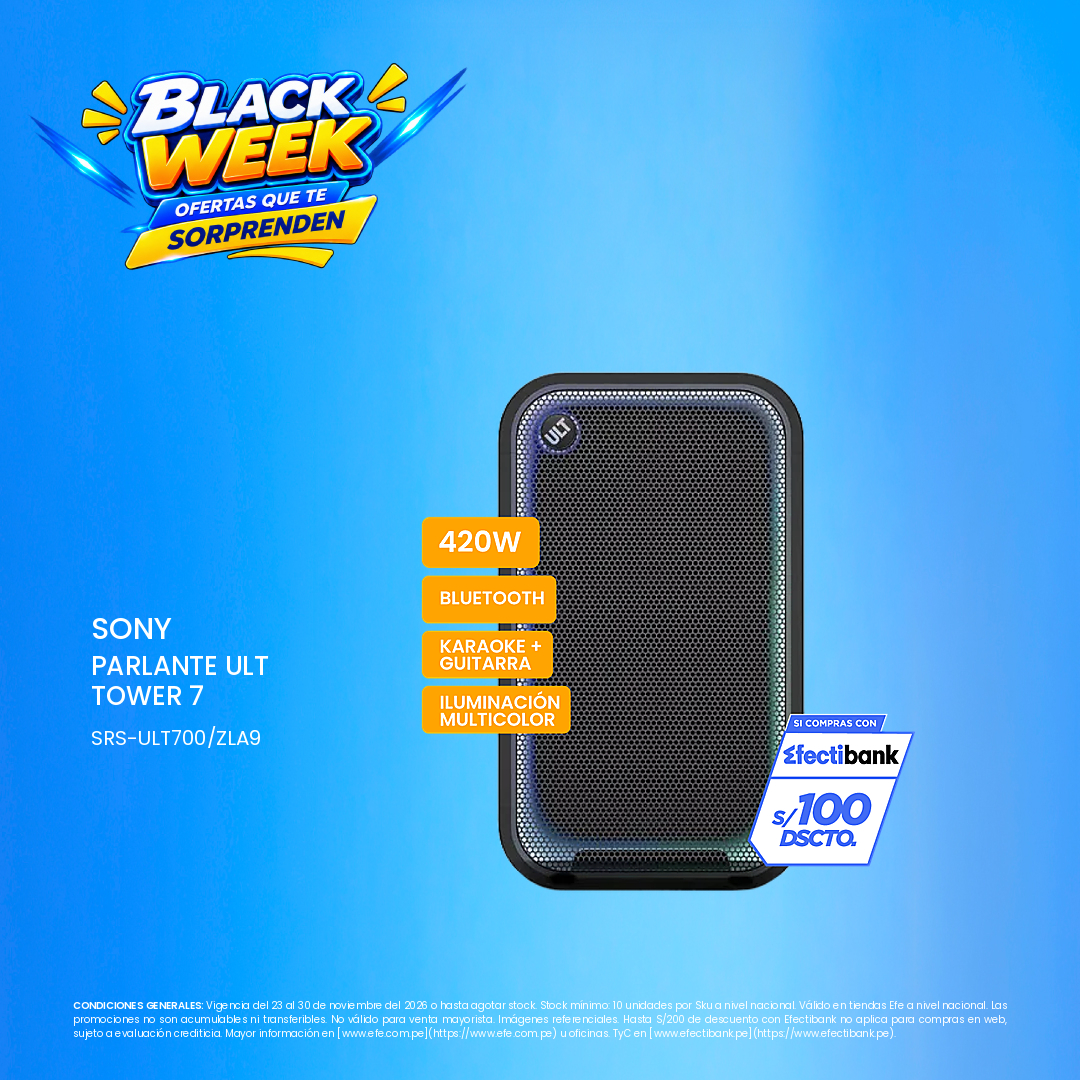 BLACK
WEEK
OFERTAS QUE TE
SORPRENDEN
ULT
420W
BLUETOOTH
KARAOKE +
GUITARRA
ILUMINACIÓN
MULTICOLOR
SONY
PARLANTE ULT
TOWER 7
SRS-ULT700/ZLA9
SI COMPRAS CON
Efectibank
S/100
DSCTO.
CONDICIONES GENERALES: Vigencia del 23 al 30 de noviembre del 2026 o hasta agotar stock. Stock mínimo: 10 unidades por Sku a nivel nacional. Válido en tiendas Efe a nivel nacional. Las
promociones no son acumulables ni transferibles. No válido para venta mayorista. Imágenes referenciales. Hasta S/200 de descuento con Efectibank no aplica para compras en web,
sujeto a evaluación crediticia. Mayor información en [www.efe.com.pe](https://www.efe.com.pe) u oficinas. TyC en [www.efectibank.pe](https://www.efectibank.pe).